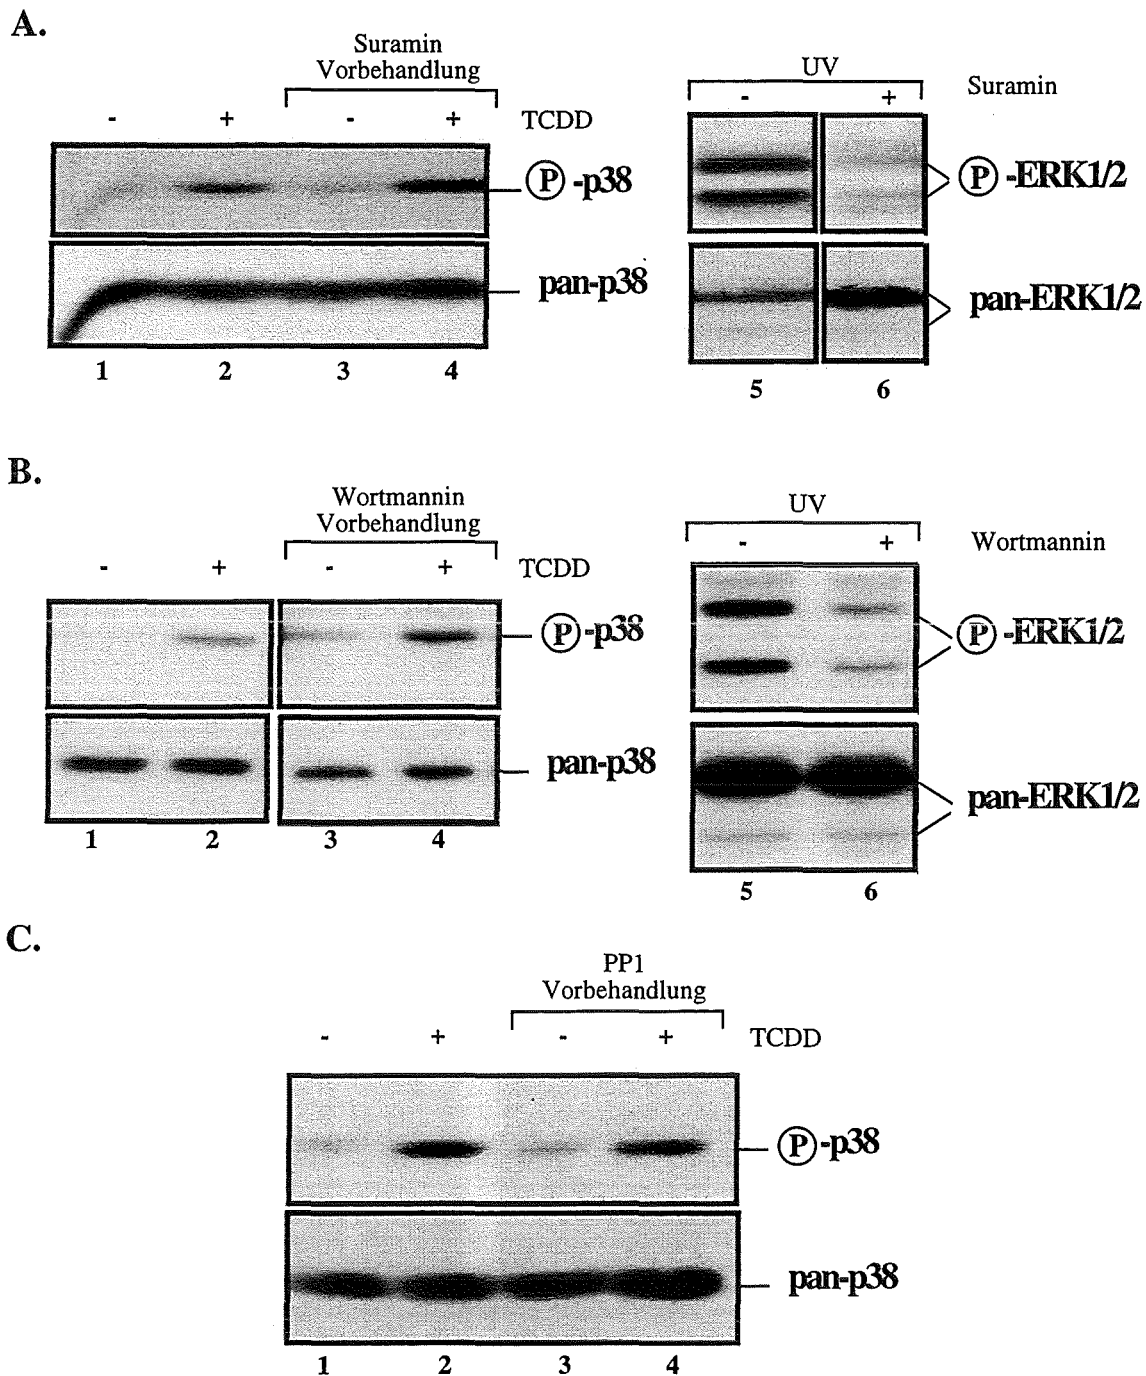 A.
Suramin
Vorbehandlung
- + - + TCDD
P -p38
pan-p38
1 2 3 4
UV
- + Suramin
P -ERK1/2
pan-ERK1/2
5 6
B.
Wortmannin
Vorbehandlung
- + - + TCDD
P -p38
pan-p38
1 2 3 4
UV
- + Wortmannin
P -ERK1/2
pan-ERK1/2
5 6
C.
PP1
Vorbehandlung
- + - + TCDD
P -p38
pan-p38
1 2 3 4